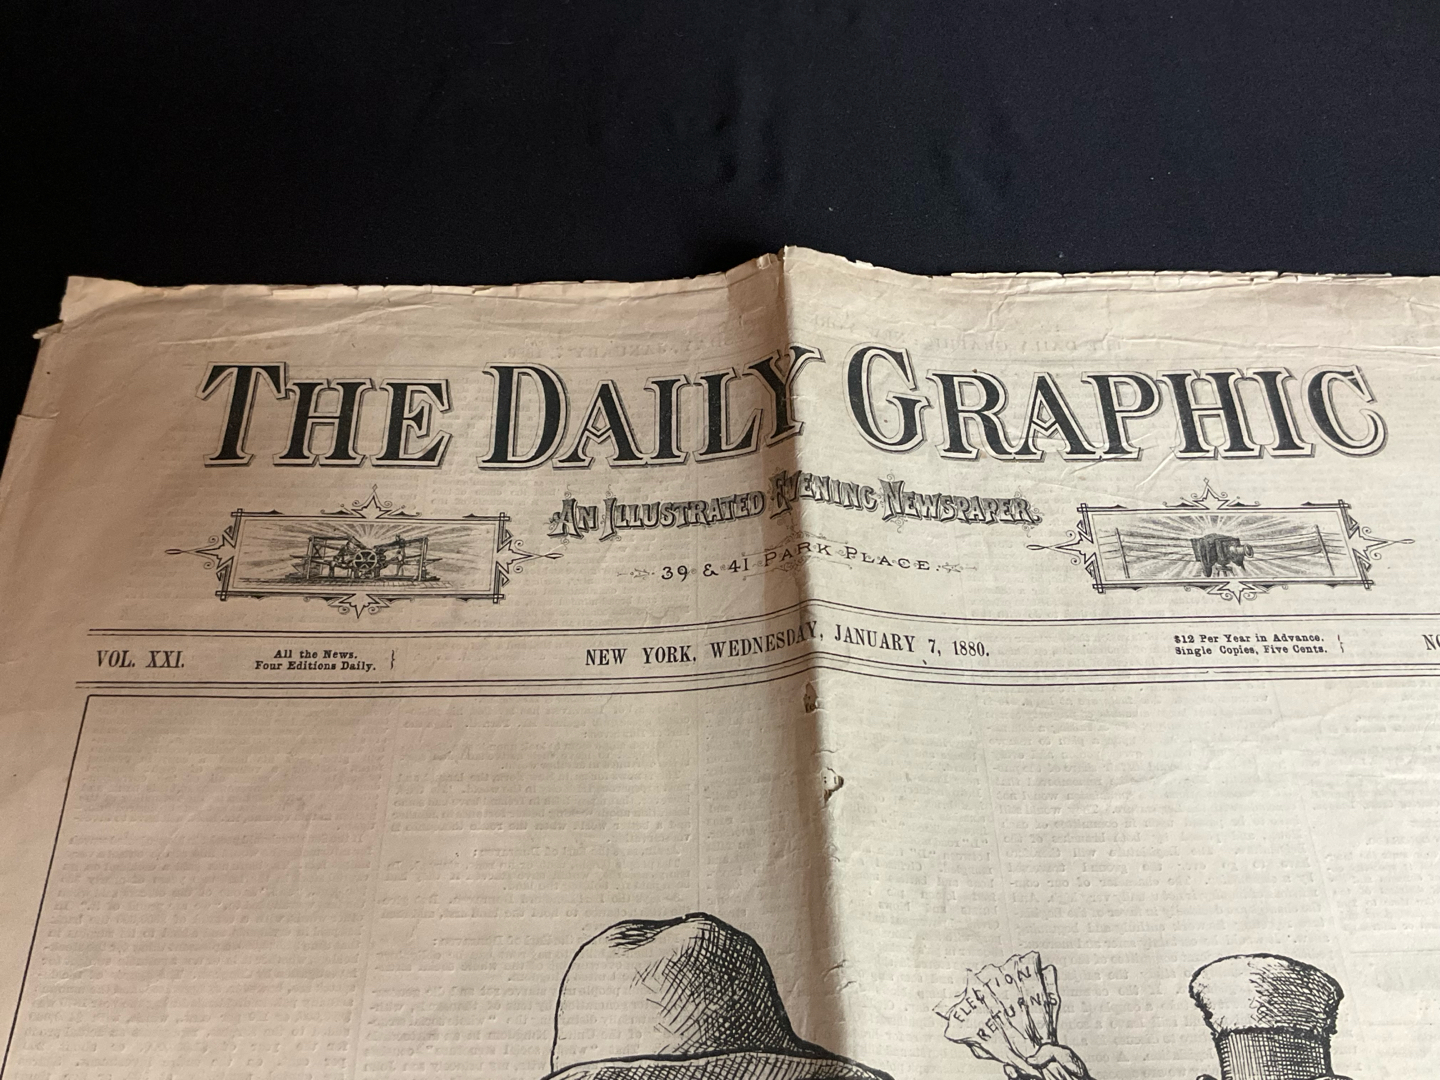 THE DAILY GRAPHIC
AN ILLUSTRATED EVENING NEWSPAPER.
39 & 41 PARK PLACE.
VOL. XXI.
All the News.
Four Editions Daily.
NEW YORK, WEDNESDAY, JANUARY 7, 1880.
$12 Per Year in Advance.
Single Copies, Five Cents.
ELECTION
RETURNS